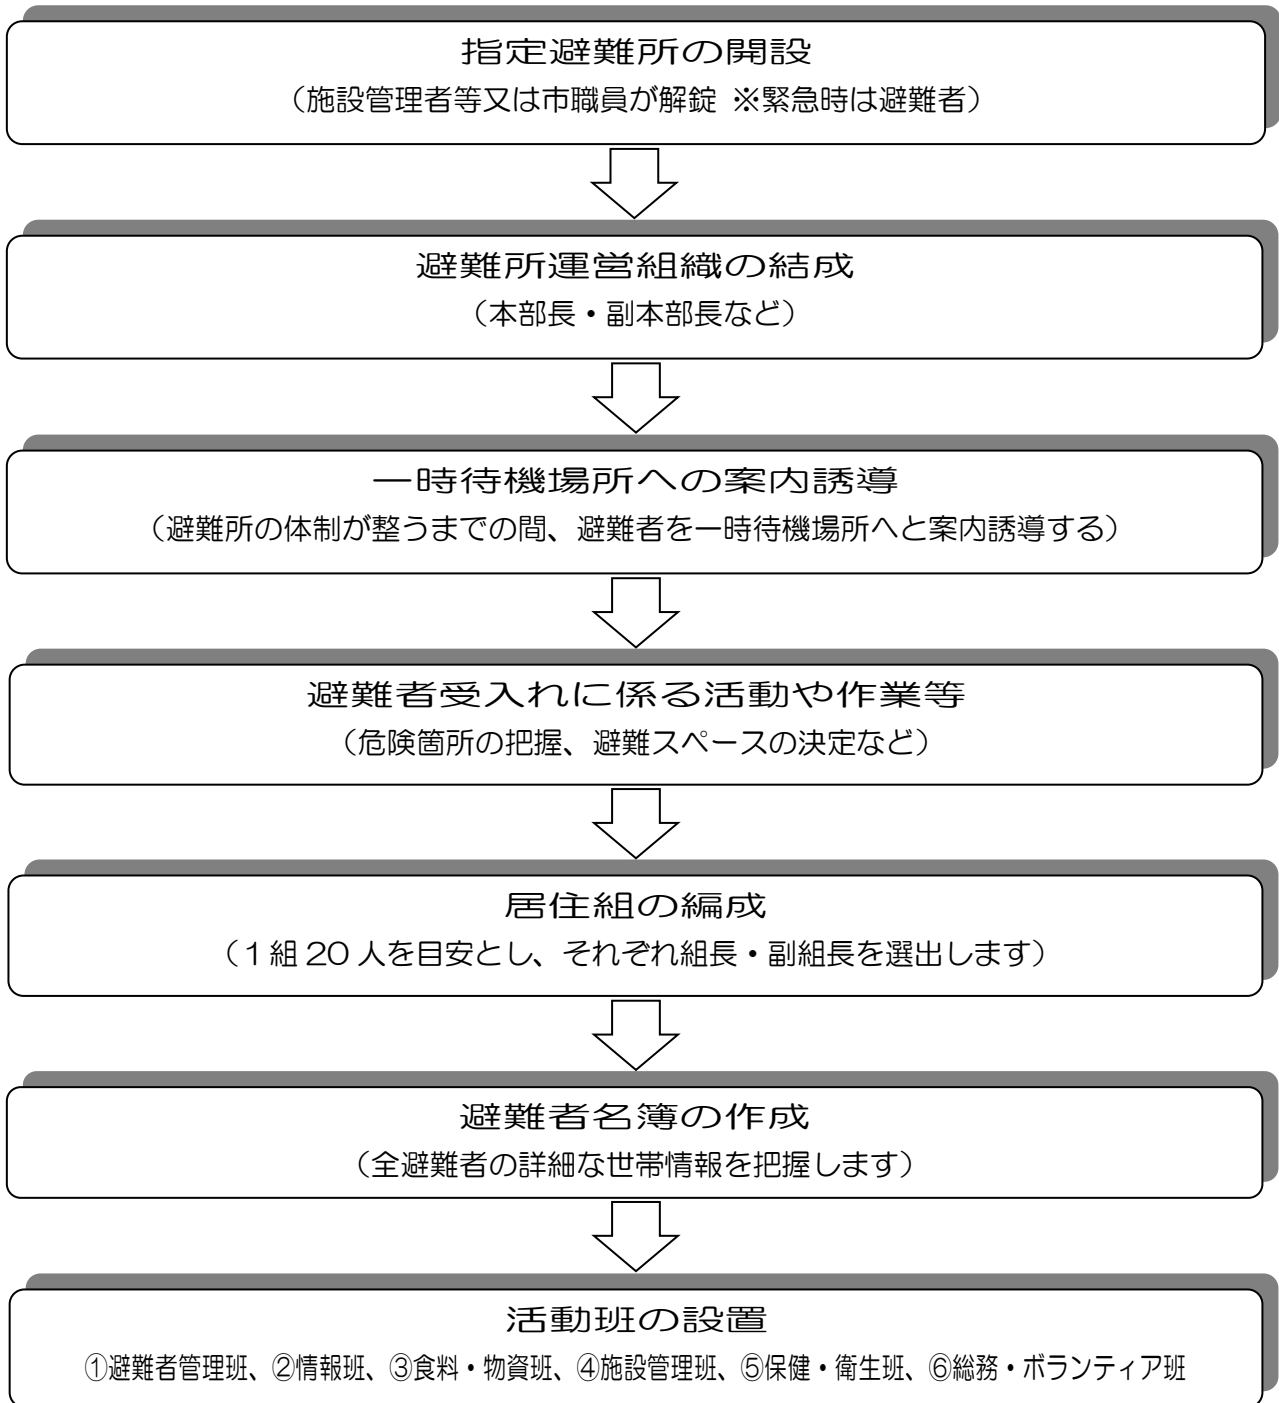 指定避難所の開設
（施設管理者等又は市職員が解錠 ※緊急時は避難者）
避難所運営組織の結成
（本部長・副本部長など）
一時待機場所への案内誘導
（避難所の体制が整うまでの間、避難者を一時待機場所へと案内誘導する）
避難者受入れに係る活動や作業等
（危険箇所の把握、避難スペースの決定など）
居住組の編成
（１組 20 人を目安とし、それぞれ組長・副組長を選出します）
避難者名簿の作成
（全避難者の詳細な世帯情報を把握します）
活動班の設置
①避難者管理班、②情報班、③食料・物資班、④施設管理班、⑤保健・衛生班、⑥総務・ボランティア班